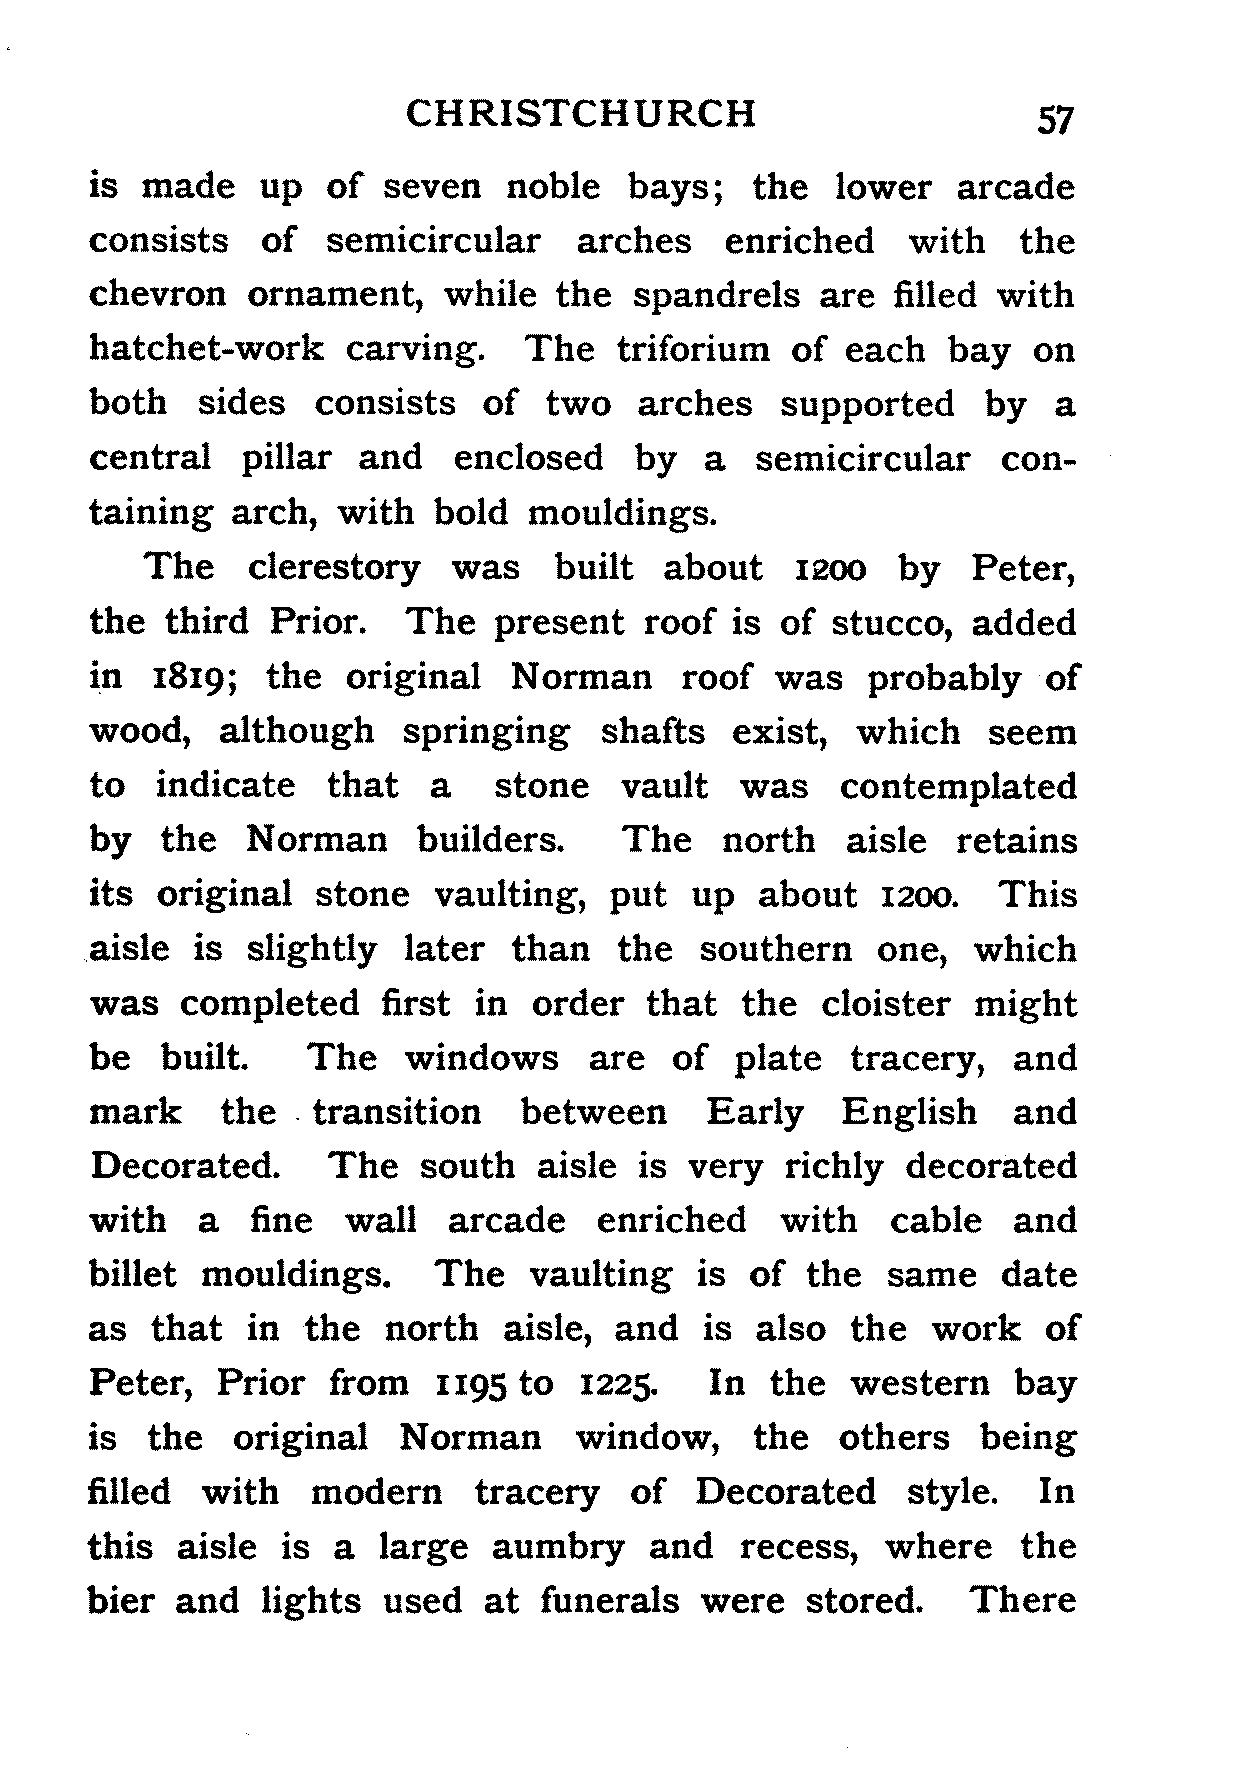 CHRISTCHURCH 57
is made up of seven noble bays; the lower arcade
consists of semicircular arches enriched with the
chevron ornament, while the spandrels are filled with
hatchet-work carving. The triforium of each bay on
both sides consists of two arches supported by a
central pillar and enclosed by a semicircular con-
taining arch, with bold mouldings.
The clerestory was built about 1200 by Peter,
the third Prior. The present roof is of stucco, added
in 1819; the original Norman roof was probably of
wood, although springing shafts exist, which seem
to indicate that a stone vault was contemplated
by the Norman builders. The north aisle retains
its original stone vaulting, put up about 1200. This
aisle is slightly later than the southern one, which
was completed first in order that the cloister might
be built. The windows are of plate tracery, and
mark the transition between Early English and
Decorated. The south aisle is very richly decorated
with a fine wall arcade enriched with cable and
billet mouldings. The vaulting is of the same date
as that in the north aisle, and is also the work of
Peter, Prior from 1195 to 1225. In the western bay
is the original Norman window, the others being
filled with modern tracery of Decorated style. In
this aisle is a large aumbry and recess, where the
bier and lights used at funerals were stored. There